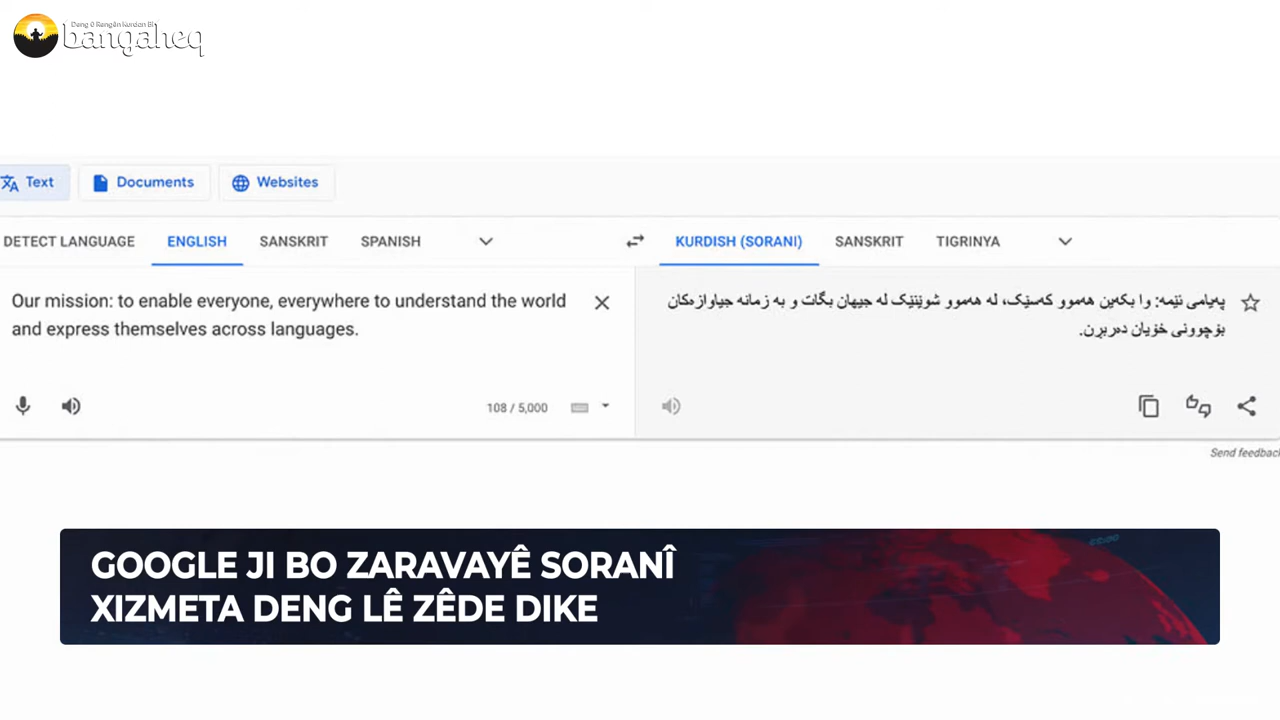 Deng û Rengên Kurdan Bi
bangaheq
Text
Documents
Websites
DETECT LANGUAGE
ENGLISH
SANSKRIT
SPANISH
KURDISH (SORANI)
SANSKRIT
TIGRINYA
Our mission: to enable everyone, everywhere to understand the world
and express themselves across languages.
پەیامی ئێمە: وا بکەین هەموو کەسێک، لە هەموو شوێنێک لە جیهان بگات و بە زمانە جیاوازەکان
بۆچوونی خۆیان دەربڕن.
108 / 5,000
Send feedback
GOOGLE JI BO ZARAVAYÊ SORANÎ
XIZMETA DENG LÊ ZÊDE DIKE